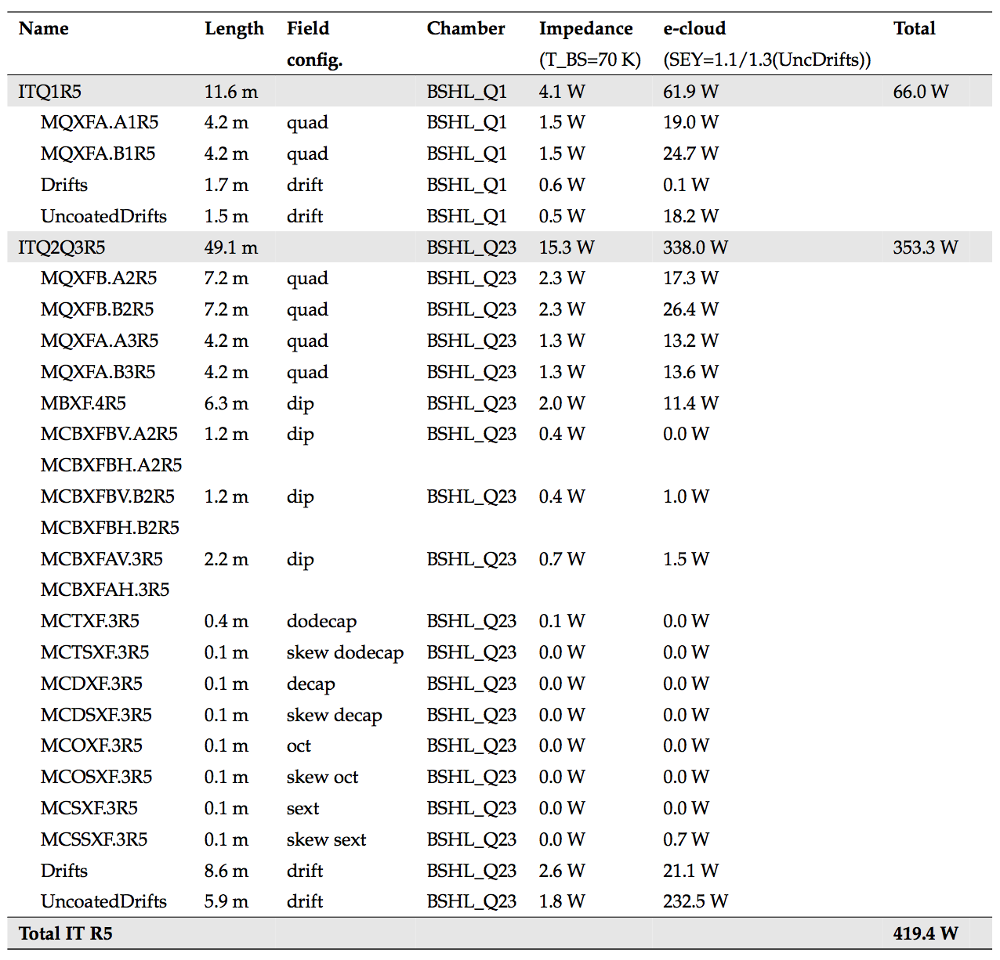 Name Length Field Chamber Impedance e-cloud Total
config. (T_BS=70 K) (SEY=1.1/1.3(UncDrifts))
ITQ1R5 11.6 m BSHL_Q1 4.1 W 61.9 W 66.0 W
MQXFA.A1R5 4.2 m quad BSHL_Q1 1.5 W 19.0 W
MQXFA.B1R5 4.2 m quad BSHL_Q1 1.5 W 24.7 W
Drifts 1.7 m drift BSHL_Q1 0.6 W 0.1 W
UncoatedDrifts 1.5 m drift BSHL_Q1 0.5 W 18.2 W
ITQ2Q3R5 49.1 m BSHL_Q23 15.3 W 338.0 W 353.3 W
MQXFB.A2R5 7.2 m quad BSHL_Q23 2.3 W 17.3 W
MQXFB.B2R5 7.2 m quad BSHL_Q23 2.3 W 26.4 W
MQXFA.A3R5 4.2 m quad BSHL_Q23 1.3 W 13.2 W
MQXFA.B3R5 4.2 m quad BSHL_Q23 1.3 W 13.6 W
MBXF.4R5 6.3 m dip BSHL_Q23 2.0 W 11.4 W
MCBXFBV.A2R5 1.2 m dip BSHL_Q23 0.4 W 0.0 W
MCBXFBH.A2R5
MCBXFBV.B2R5 1.2 m dip BSHL_Q23 0.4 W 1.0 W
MCBXFBH.B2R5
MCBXFAV.3R5 2.2 m dip BSHL_Q23 0.7 W 1.5 W
MCBXFAH.3R5
MCTXF.3R5 0.4 m dodecap BSHL_Q23 0.1 W 0.0 W
MCTSXF.3R5 0.1 m skew dodecap BSHL_Q23 0.0 W 0.0 W
MCDXF.3R5 0.1 m decap BSHL_Q23 0.0 W 0.0 W
MCDSXF.3R5 0.1 m skew decap BSHL_Q23 0.0 W 0.0 W
MCOXF.3R5 0.1 m oct BSHL_Q23 0.0 W 0.0 W
MCOSXF.3R5 0.1 m skew oct BSHL_Q23 0.0 W 0.0 W
MCSXF.3R5 0.1 m sext BSHL_Q23 0.0 W 0.0 W
MCSSXF.3R5 0.1 m skew sext BSHL_Q23 0.0 W 0.7 W
Drifts 8.6 m drift BSHL_Q23 2.6 W 21.1 W
UncoatedDrifts 5.9 m drift BSHL_Q23 1.8 W 232.5 W
Total IT R5 419.4 W